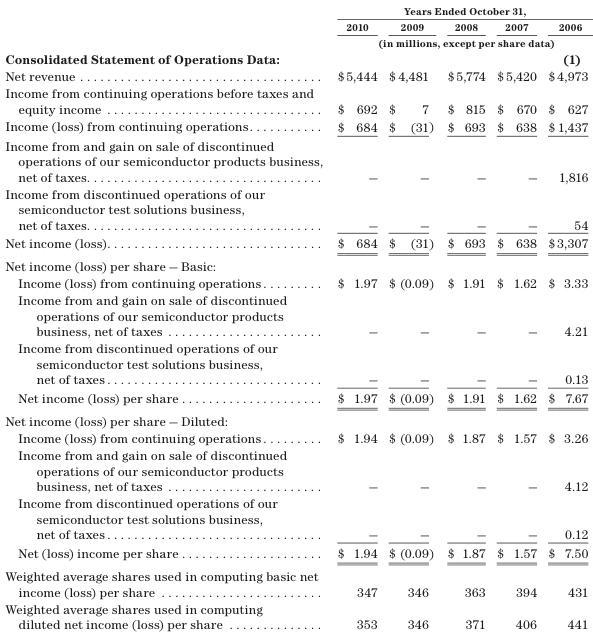 Years Ended October 31,
2010 2009 2008 2007 2006
(in millions, except per share data)
Consolidated Statement of Operations Data: (1)
Net revenue . . . . . . . . . . . . . . . . . . . . . . . . . . . . . . . . . . . $5,444 $4,481 $5,774 $5,420 $4,973
Income from continuing operations before taxes and
equity income . . . . . . . . . . . . . . . . . . . . . . . . . . . . . . . $ 692 $ 7 $ 815 $ 670 $ 627
Income (loss) from continuing operations. . . . . . . . . . . $ 684 $ (31) $ 693 $ 638 $1,437
Income from and gain on sale of discontinued
operations of our semiconductor products business,
net of taxes. . . . . . . . . . . . . . . . . . . . . . . . . . . . . . . . . . — — — — 1,816
Income from discontinued operations of our
semiconductor test solutions business,
net of taxes. . . . . . . . . . . . . . . . . . . . . . . . . . . . . . . . . . — — — — 54
Net income (loss). . . . . . . . . . . . . . . . . . . . . . . . . . . . . . . $ 684 $ (31) $ 693 $ 638 $3,307
Net income (loss) per share — Basic:
Income (loss) from continuing operations. . . . . . . . . $ 1.97 $ (0.09) $ 1.91 $ 1.62 $ 3.33
Income from and gain on sale of discontinued
operations of our semiconductor products
business, net of taxes . . . . . . . . . . . . . . . . . . . . . . . — — — — 4.21
Income from discontinued operations of our
semiconductor test solutions business,
net of taxes. . . . . . . . . . . . . . . . . . . . . . . . . . . . . . . — — — — 0.13
Net income (loss) per share . . . . . . . . . . . . . . . . . . . . $ 1.97 $ (0.09) $ 1.91 $ 1.62 $ 7.67
Net income (loss) per share — Diluted:
Income (loss) from continuing operations. . . . . . . . . $ 1.94 $ (0.09) $ 1.87 $ 1.57 $ 3.26
Income from and gain on sale of discontinued
operations of our semiconductor products
business, net of taxes . . . . . . . . . . . . . . . . . . . . . . . — — — — 4.12
Income from discontinued operations of our
semiconductor test solutions business,
net of taxes. . . . . . . . . . . . . . . . . . . . . . . . . . . . . . . — — — — 0.12
Net (loss) income per share . . . . . . . . . . . . . . . . . . . . $ 1.94 $ (0.09) $ 1.87 $ 1.57 $ 7.50
Weighted average shares used in computing basic net
income (loss) per share . . . . . . . . . . . . . . . . . . . . . . . 347 346 363 394 431
Weighted average shares used in computing
diluted net income (loss) per share . . . . . . . . . . . . . 353 346 371 406 441